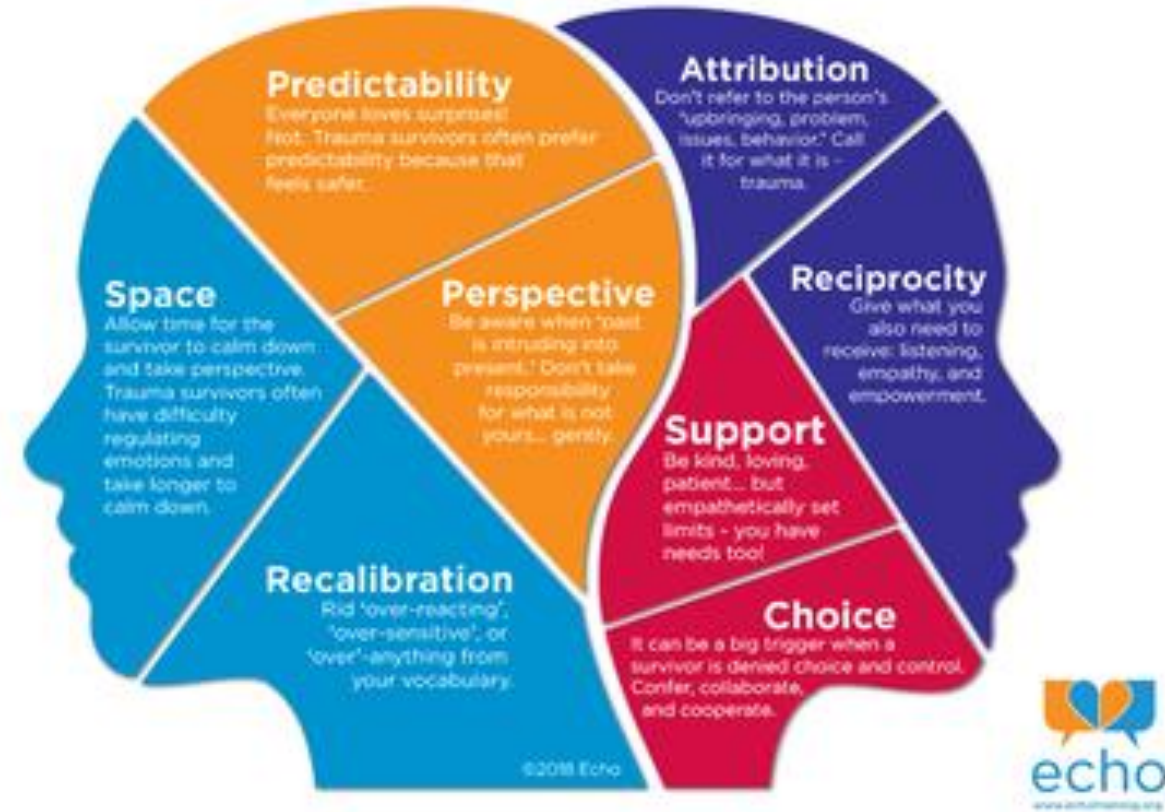 Predictability
Everyone loves surprises!
Not. Trauma survivors often prefer
predictability because that
feels safer.
Attribution
Don't refer to the person's
"upbringing, problem,
issues, behavior." Call
it for what it is -
trauma.
Space
Allow time for the
survivor to calm down
and take perspective.
Trauma survivors often
have difficulty
regulating
emotions and
take longer to
calm down.
Perspective
Be aware when "past
is intruding into
present." Don't take
responsibility
for what is not
yours... gently.
Reciprocity
Give what you
also need to
receive: listening,
empathy, and
empowerment.
Support
Be kind, loving,
patient... but
empathetically set
limits - you have
needs too!
Recalibration
Rid 'over-reacting',
'over-sensitive', or
'over'-anything from
your vocabulary.
Choice
It can be a big trigger when a
survivor is denied choice and control.
Confer, collaborate,
and cooperate.
Echo
echo